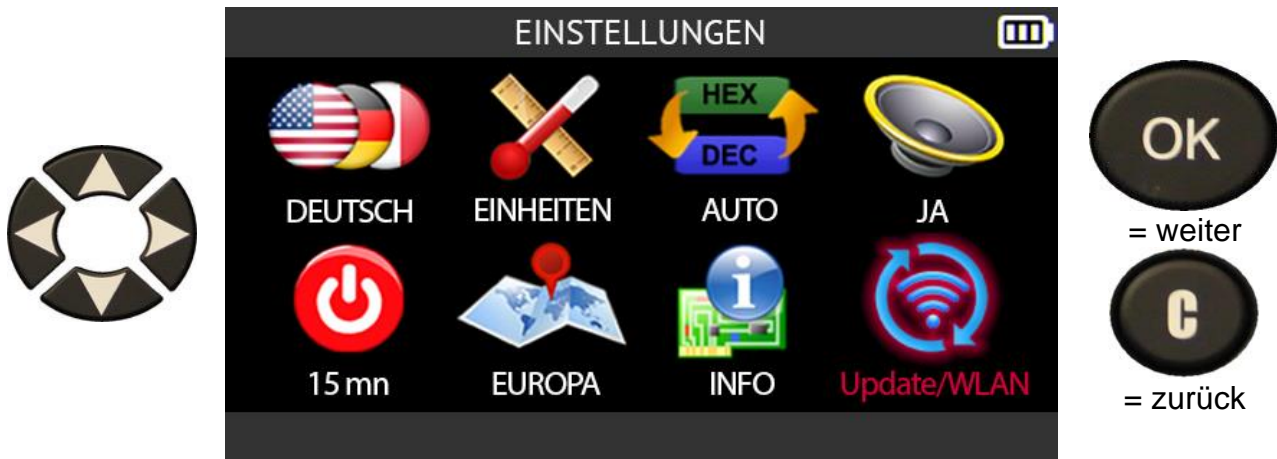 EINSTELLUNGEN
HEX
DEC
DEUTSCH
EINHEITEN
AUTO
JA
15 mn
EUROPA
INFO
Update/WLAN
OK
= weiter
C
= zurück